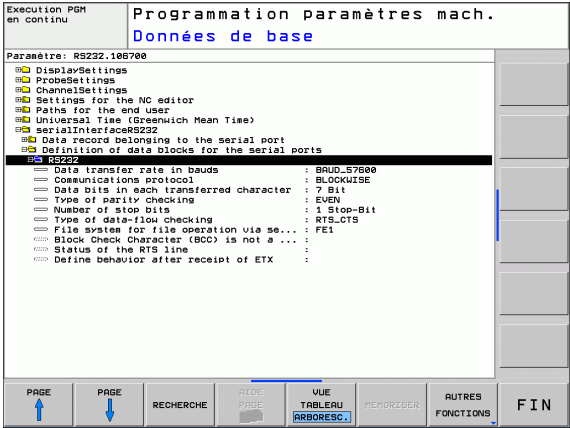 Execution PGM
en continu
Programmation paramètres mach.
Données de base
Paramètre: RS232.106700
DisplaySettings
ProbeSettings
ChannelSettings
Settings for the NC editor
Paths for the end user
Universal Time (Greenwich Mean Time)
serialInterfaceRS232
Data record belonging to the serial port
Definition of data blocks for the serial ports
RS232
Data transfer rate in bauds : BAUD_57600
Communications protocol : BLOCKWISE
Data bits in each transferred character : 7 Bit
Type of parity checking : EVEN
Number of stop bits : 1 Stop-Bit
Type of data-flow checking : RTS_CTS
File system for file operation via se... : FE1
Block Check Character (BCC) is not a ... :
Status of the RTS line :
Define behavior after receipt of ETX :
PAGE
PAGE
RECHERCHE
AIDE
PAGE
VUE
TABLEAU
ARBORESC.
MEMORISER
AUTRES
FONCTIONS
FIN